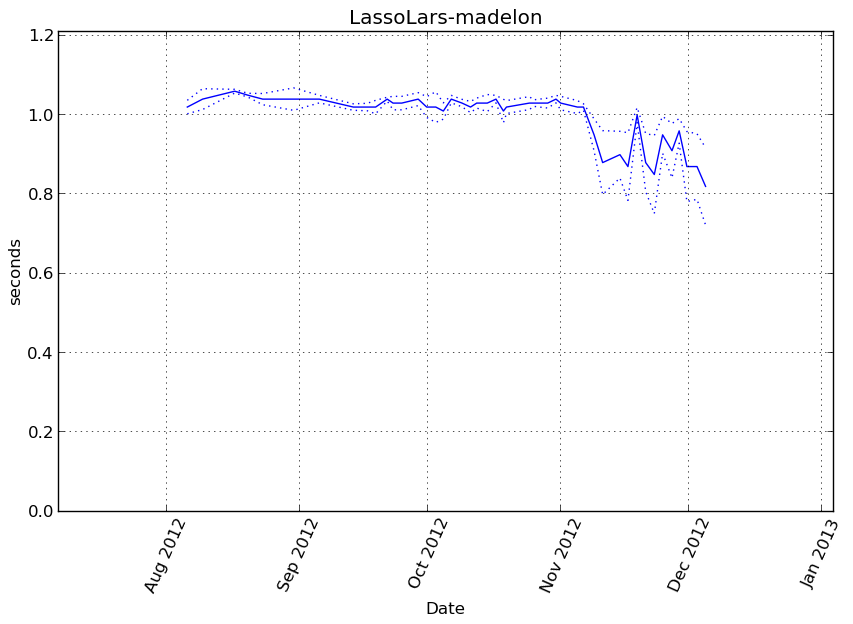 LassoLars-madelon
1.2
1.0
0.8
0.6
0.4
0.2
0.0
seconds
Aug 2012
Sep 2012
Oct 2012
Nov 2012
Dec 2012
Jan 2013
Date